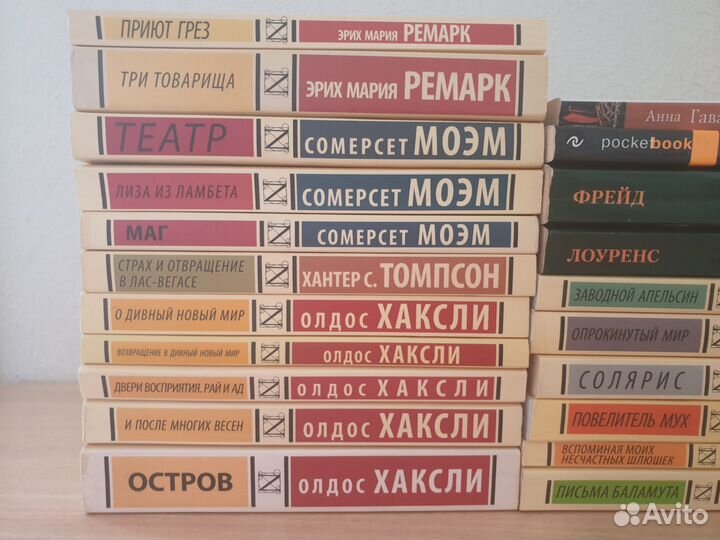 ПРИЮТ ГРЕЗ
ЭРИХ МАРИЯ РЕМАРК
ТРИ ТОВАРИЩА
ЭРИХ МАРИЯ РЕМАРК
ТЕАТР
СОМЕРСЕТ МОЭМ
ЛИЗА ИЗ ЛАМБЕТА
СОМЕРСЕТ МОЭМ
МАГ
СОМЕРСЕТ МОЭМ
СТРАХ И ОТВРАЩЕНИЕ
В ЛАС-ВЕГАСЕ
ХАНТЕР С. ТОМПСОН
О ДИВНЫЙ НОВЫЙ МИР
ОЛДОС ХАКСЛИ
ВОЗВРАЩЕНИЕ В ДИВНЫЙ НОВЫЙ МИР
ОЛДОС ХАКСЛИ
ДВЕРИ ВОСПРИЯТИЯ. РАЙ И АД
ОЛДОС ХАКСЛИ
И ПОСЛЕ МНОГИХ ВЕСЕН
ОЛДОС ХАКСЛИ
ОСТРОВ
ОЛДОС ХАКСЛИ
Анна Гава
pocketbook
ФРЕЙД
ЛОУРЕНС
ЗАВОДНОЙ АПЕЛЬСИН
ОПРОКИНУТЫЙ МИР
СОЛЯРИС
ПОВЕЛИТЕЛЬ МУХ
ВСПОМИНАЯ МОИХ
НЕСЧАСТНЫХ ШЛЮШЕК
ПИСЬМА БАЛАМУТА
Avito